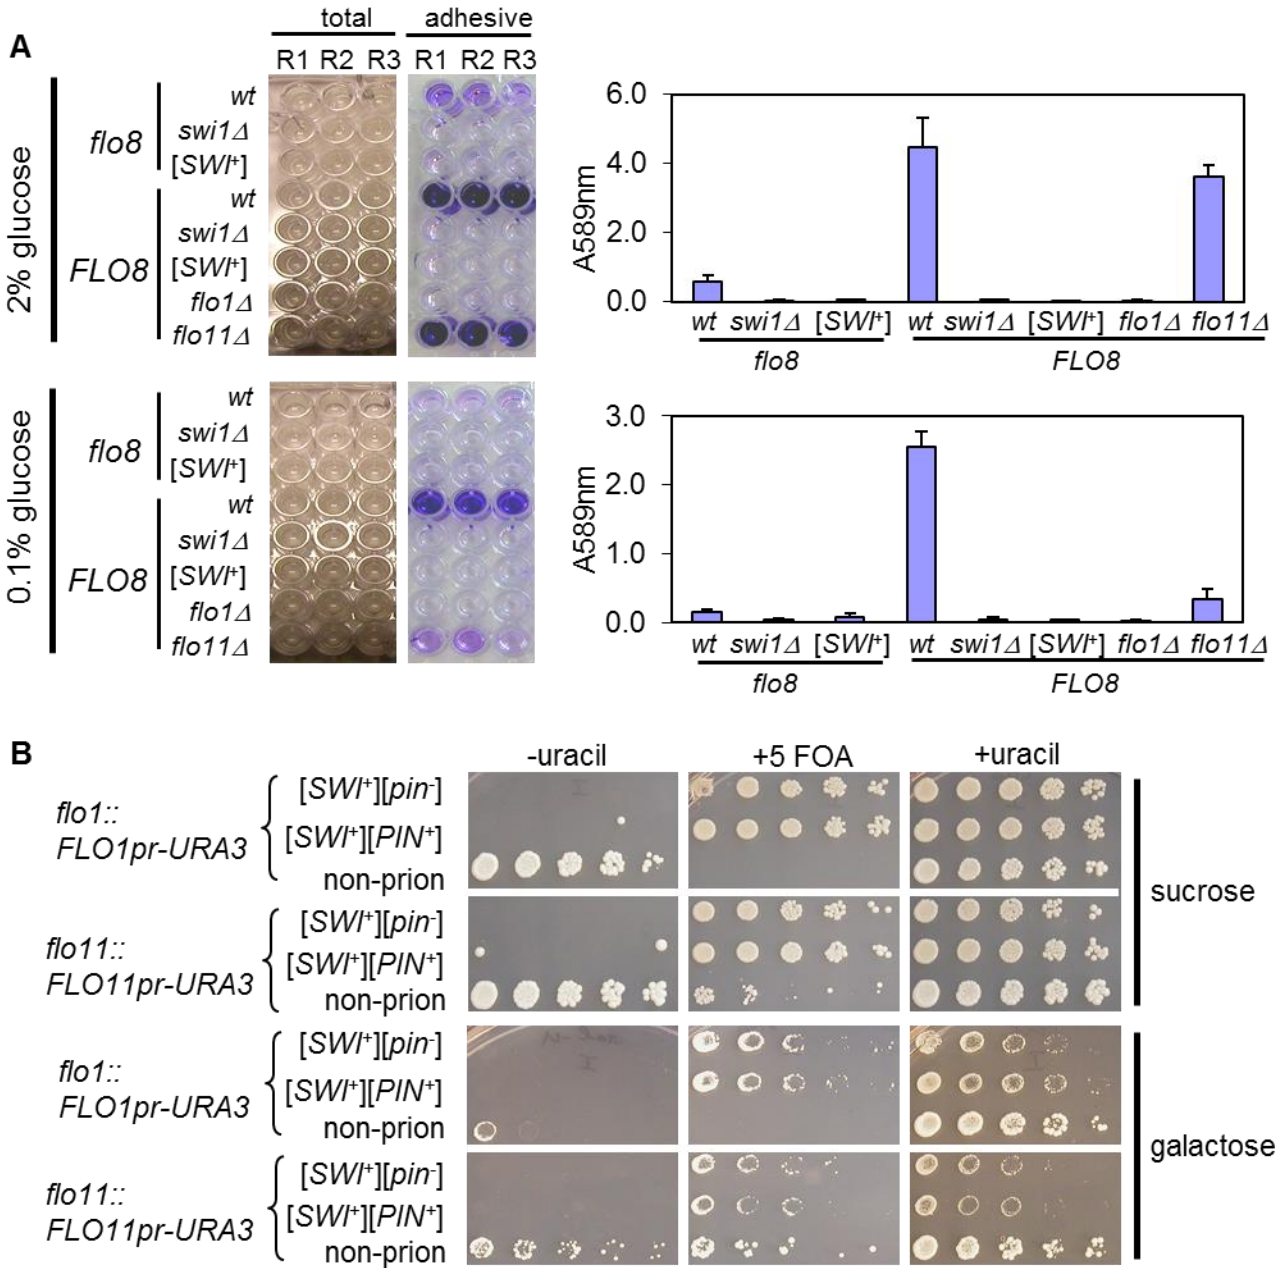 A
total adhesive
R1 R2 R3 R1 R2 R3
2% glucose
flo8
wt
swi1Δ
[SWI+]
FLO8
wt
swi1Δ
[SWI+]
flo1Δ
flo11Δ
A589nm
6.0
4.0
2.0
0.0
wt swi1Δ [SWI+] wt swi1Δ [SWI+] flo1Δ flo11Δ
flo8 FLO8
0.1% glucose
flo8
wt
swi1Δ
[SWI+]
FLO8
wt
swi1Δ
[SWI+]
flo1Δ
flo11Δ
A589nm
3.0
2.0
1.0
0.0
wt swi1Δ [SWI+] wt swi1Δ [SWI+] flo1Δ flo11Δ
flo8 FLO8
B
-uracil +5 FOA +uracil
flo1::
FLO1pr-URA3
[SWI+][pin-]
[SWI+][PIN+]
non-prion
flo11::
FLO11pr-URA3
[SWI+][pin-]
[SWI+][PIN+]
non-prion
sucrose
flo1::
FLO1pr-URA3
[SWI+][pin-]
[SWI+][PIN+]
non-prion
flo11::
FLO11pr-URA3
[SWI+][pin-]
[SWI+][PIN+]
non-prion
galactose